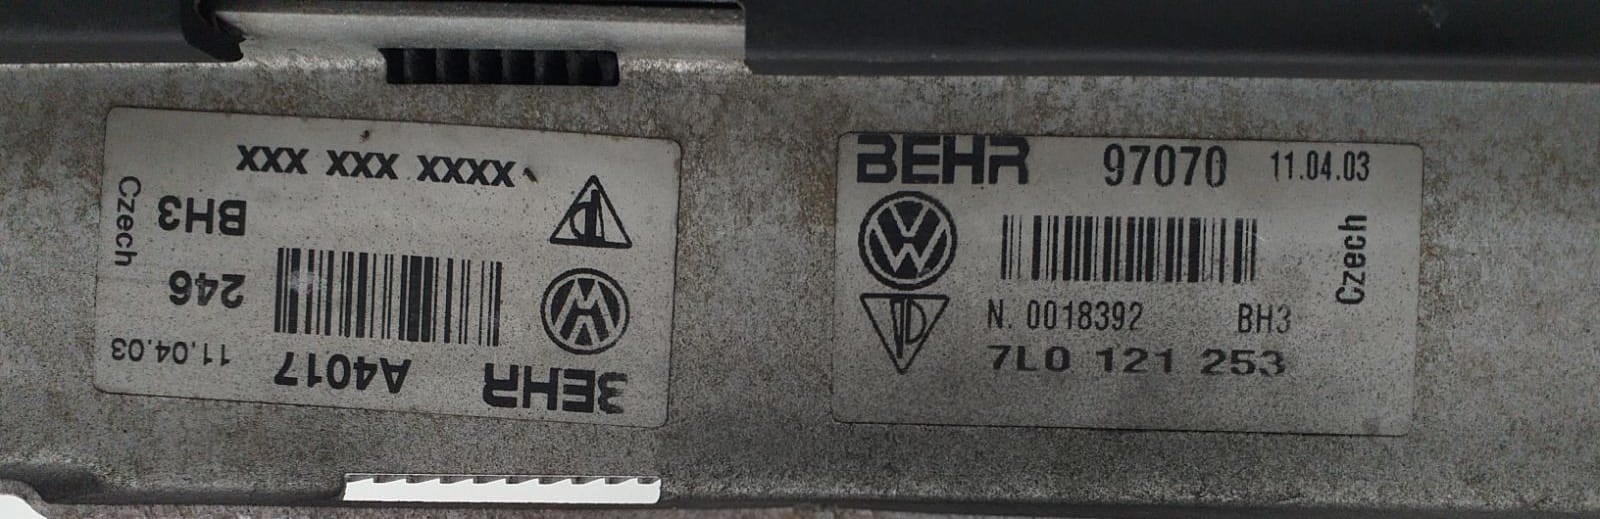 XXXX XXX XXX
BH3
Czech
246
11.04.03
A4017
BEHR
BEHR 97070 11.04.03
Czech
N. 0018392 BH3
7L0 121 253